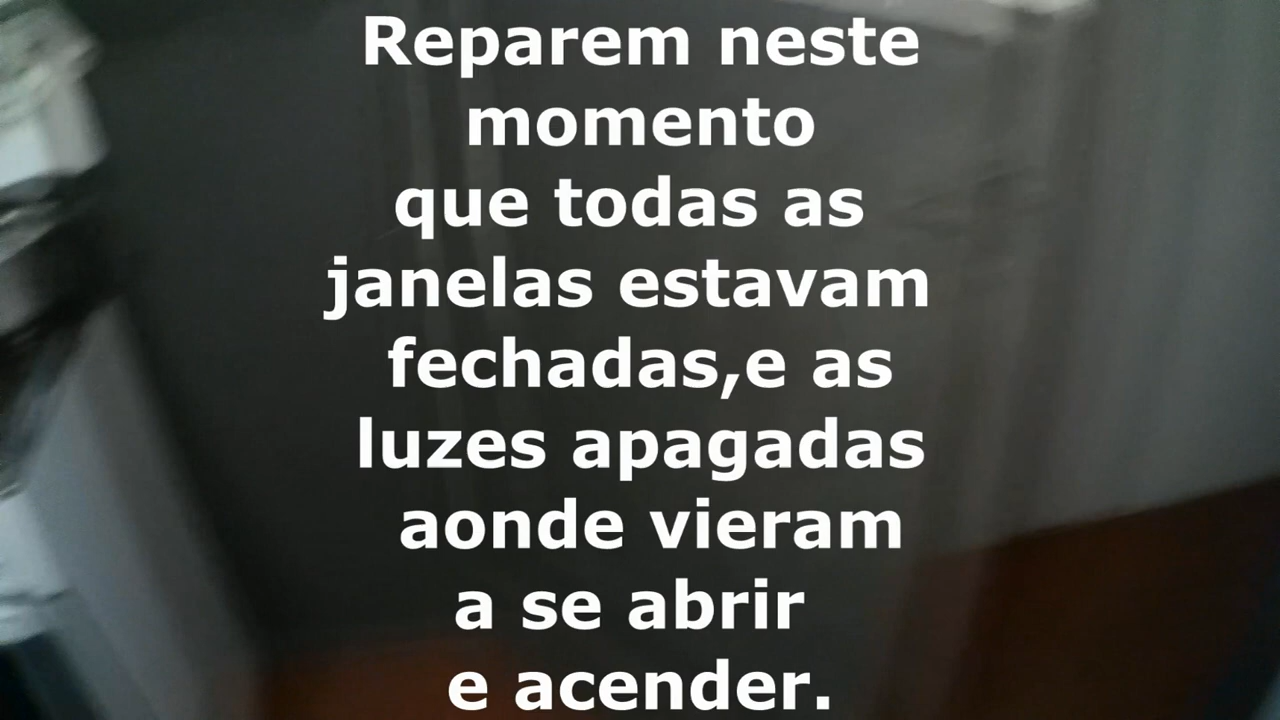 Reparem neste
momento
que todas as
janelas estavam
fechadas,e as
luzes apagadas
aonde vieram
a se abrir
e acender.